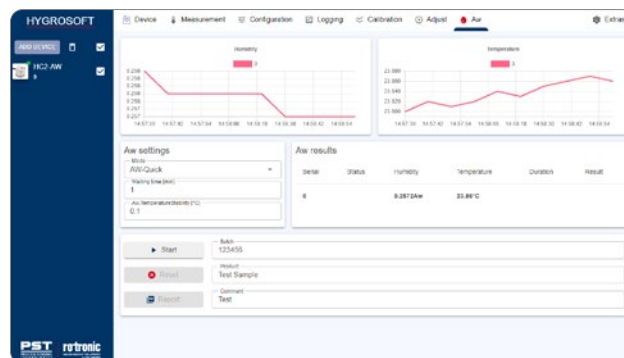 HYGROSOFT
Device
Measurement
Configuration
Logging
Calibration
Adjust
Aw
Extras
ADD DEVICE
HC2-AW
Humidity
Temperature
Aw settings
Mode
AW-Quick
Waiting time [min]
1
Aw Temperature Stability [°C]
0.1
Aw results
Serial
Status
Humidity
Temperature
Duration
Result
0.2572Aw
23.86°C
Start
Batch
123456
Reset
Product
Test Sample
Report
Comment
Test
PST
rotronic